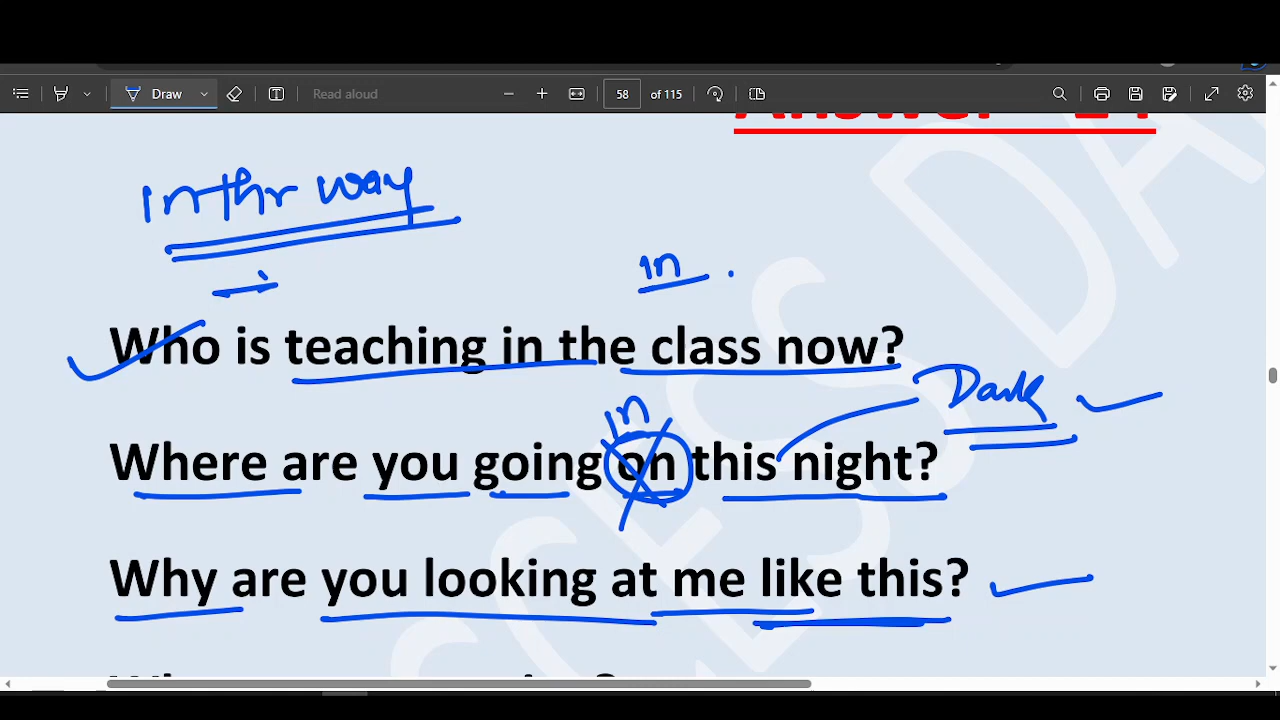 Draw
Read aloud
58
of 115
In thr way
in
Who is teaching in the class now?
Dark
in
Where are you going on this night?
Why are you looking at me like this?